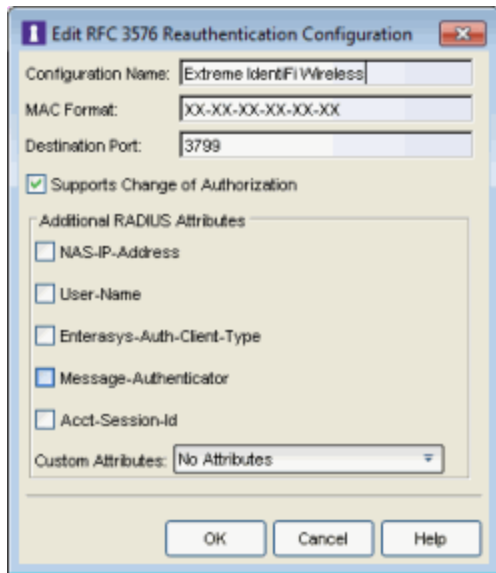 Edit RFC 3576 Reauthentication Configuration
Configuration Name: Extreme IdentiFi Wireless
MAC Format: XX-XX-XX-XX-XX-XX
Destination Port: 3799
Supports Change of Authorization
Additional RADIUS Attributes
NAS-IP-Address
User-Name
Enterasys-Auth-Client-Type
Message-Authenticator
Acct-Session-Id
Custom Attributes: No Attributes
OK Cancel Help